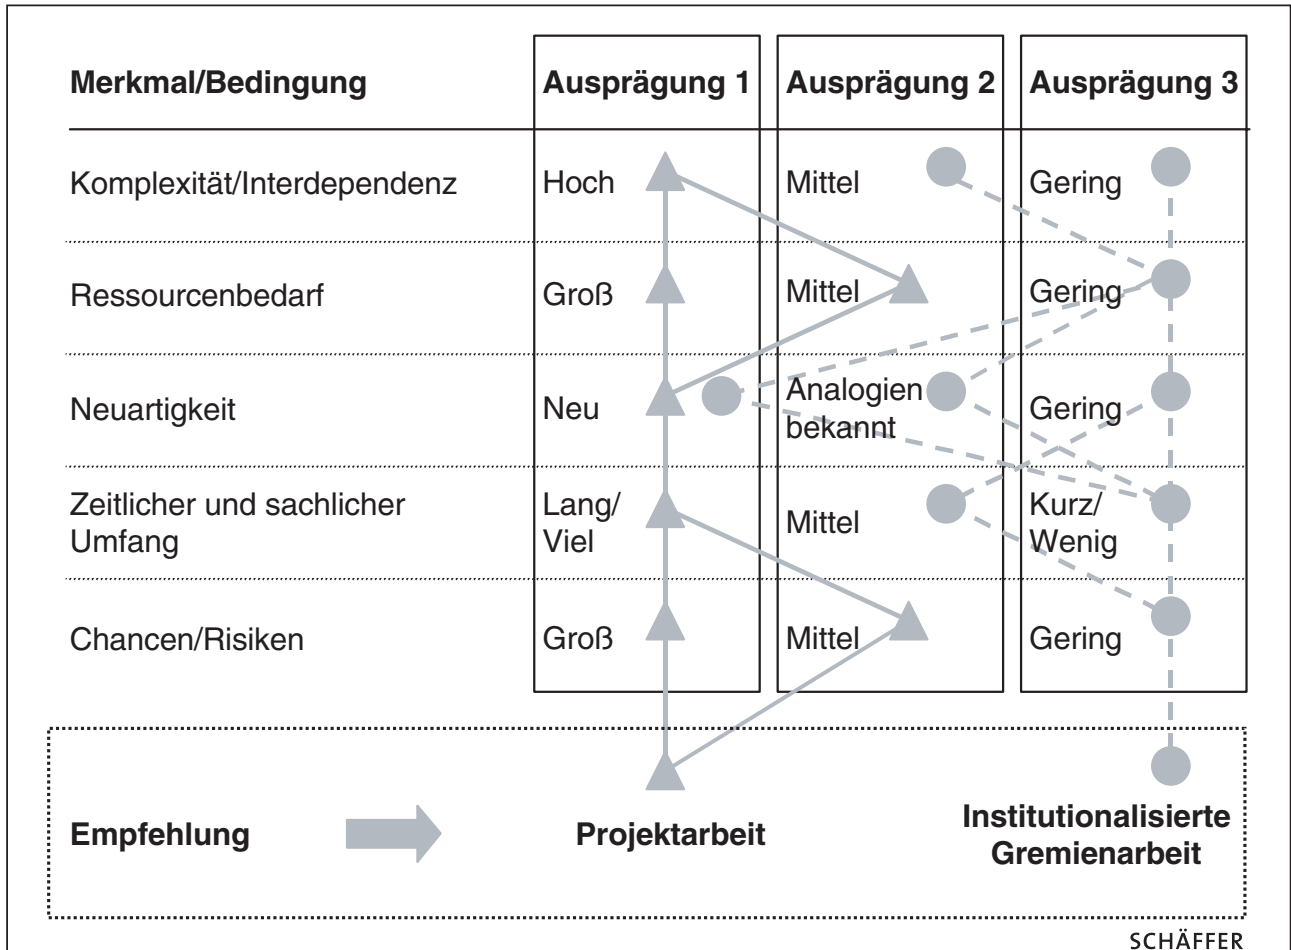 Merkmal/Bedingung Ausprägung 1 Ausprägung 2 Ausprägung 3
Komplexität/Interdependenz Hoch Mittel Gering
Ressourcenbedarf Groß Mittel Gering
Neuartigkeit Neu Analogien bekannt Gering
Zeitlicher und sachlicher Umfang Lang/ Viel Mittel Kurz/ Wenig
Chancen/Risiken Groß Mittel Gering
Empfehlung Projektarbeit Institutionalisierte Gremienarbeit
SCHÄFFER